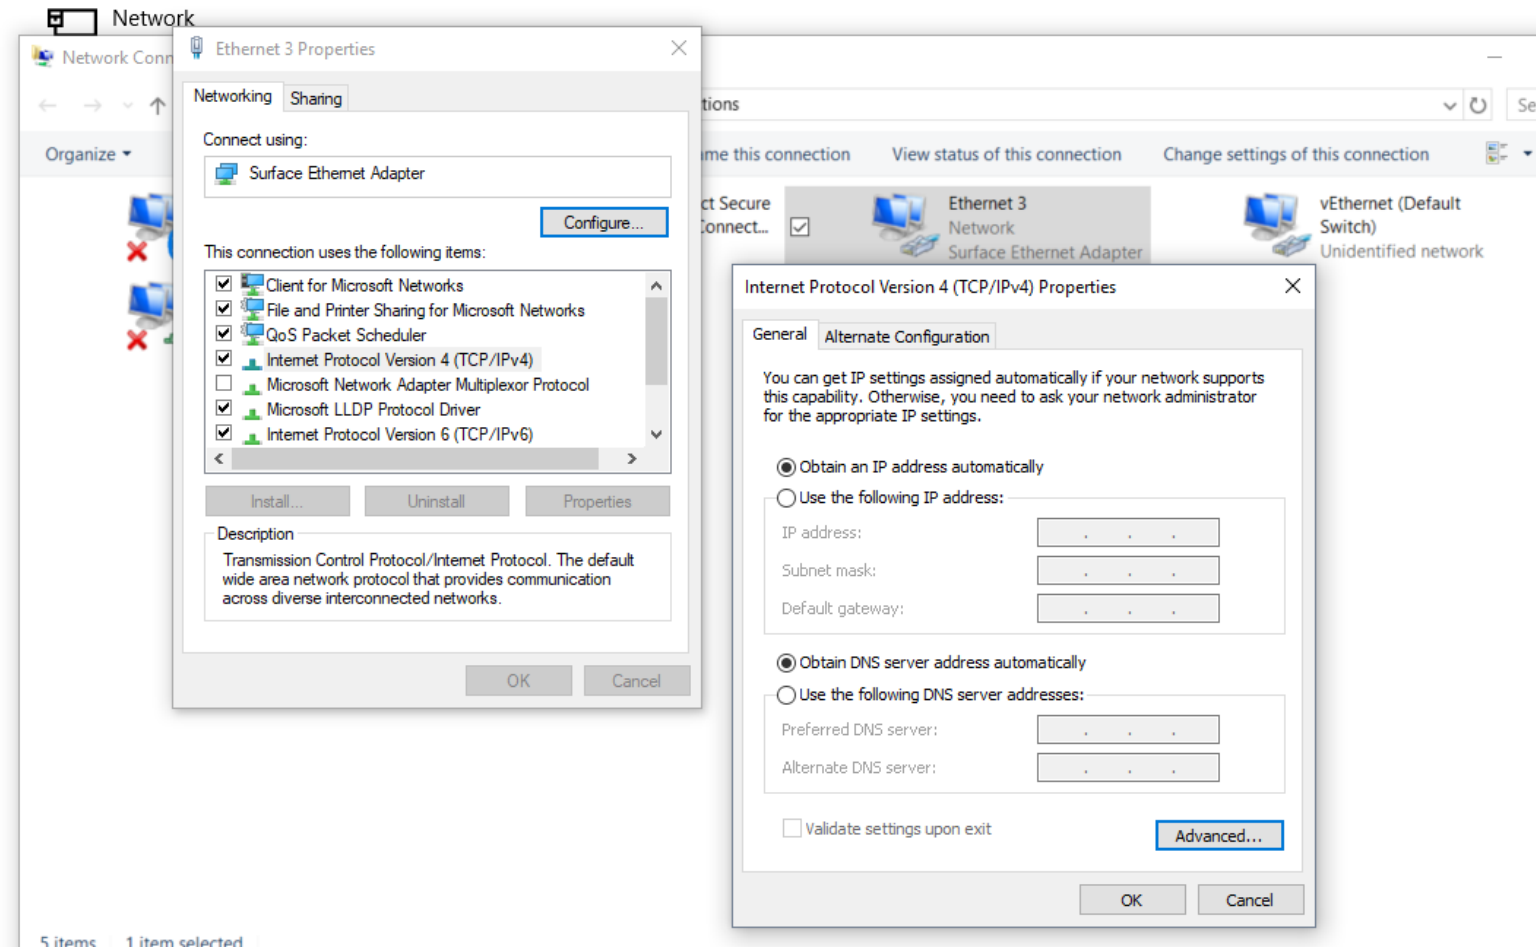 Network
Network Conn
Ethernet 3 Properties
tions
Se
Organize
me this connection
View status of this connection
Change settings of this connection
Networking
Sharing
Connect using:
Surface Ethernet Adapter
Configure...
This connection uses the following items:
Client for Microsoft Networks
File and Printer Sharing for Microsoft Networks
QoS Packet Scheduler
Internet Protocol Version 4 (TCP/IPv4)
Microsoft Network Adapter Multiplexor Protocol
Microsoft LLDP Protocol Driver
Internet Protocol Version 6 (TCP/IPv6)
Install...
Uninstall
Properties
Description
Transmission Control Protocol/Internet Protocol. The default
wide area network protocol that provides communication
across diverse interconnected networks.
OK
Cancel
ct Secure
Connect...
Ethernet 3
Network
Surface Ethernet Adapter
vEthernet (Default
Switch)
Unidentified network
Internet Protocol Version 4 (TCP/IPv4) Properties
General
Alternate Configuration
You can get IP settings assigned automatically if your network supports
this capability. Otherwise, you need to ask your network administrator
for the appropriate IP settings.
Obtain an IP address automatically
Use the following IP address:
IP address:
Subnet mask:
Default gateway:
Obtain DNS server address automatically
Use the following DNS server addresses:
Preferred DNS server:
Alternate DNS server:
Validate settings upon exit
Advanced...
OK
Cancel
5 items
1 item selected